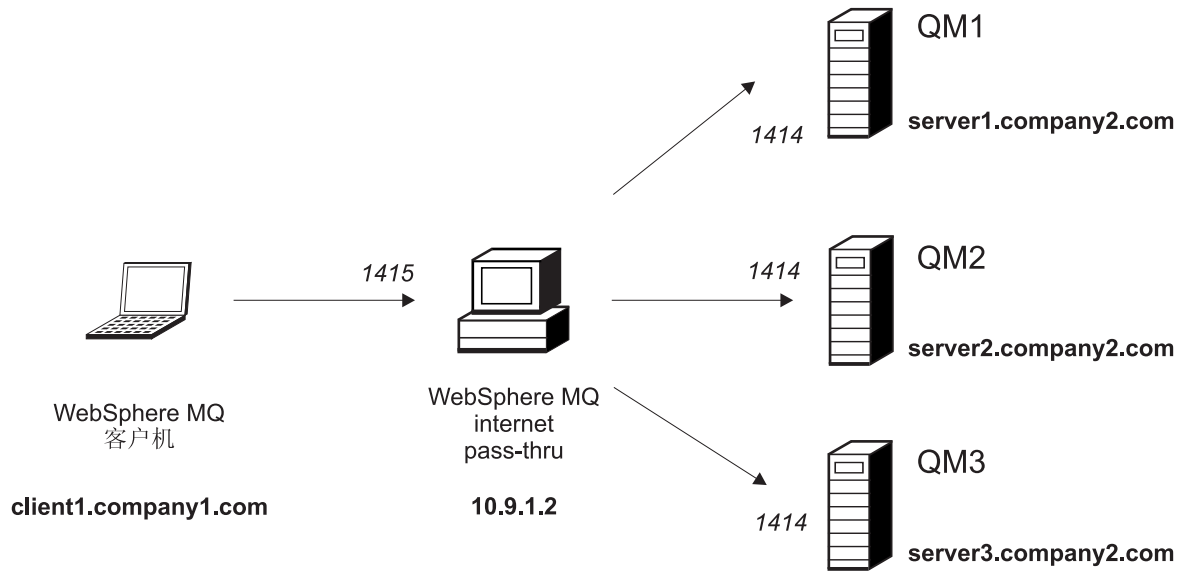 QM1
1414
server1.company2.com
1415
1414
QM2
server2.company2.com
WebSphere MQ
客户机
client1.company1.com
WebSphere MQ
internet
pass-thru
10.9.1.2
QM3
1414
server3.company2.com